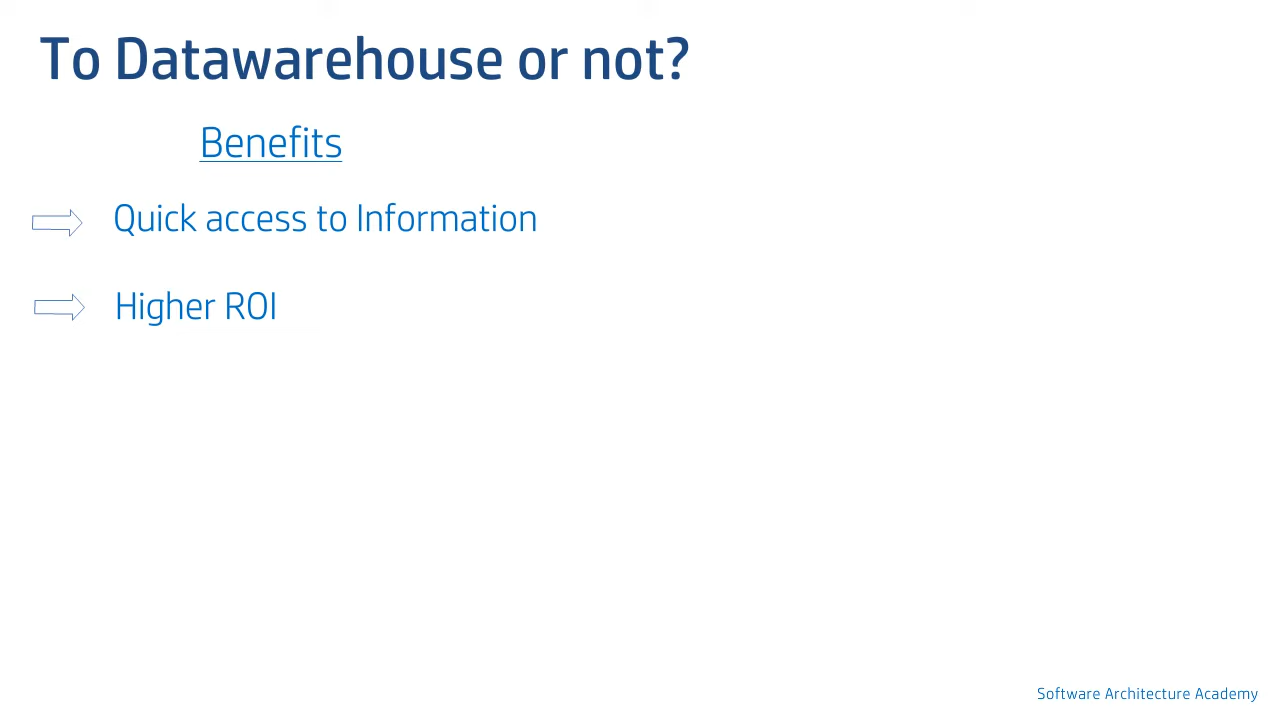 To Datawarehouse or not?
Benefits
Quick access to Information
Higher ROI
Software Architecture Academy